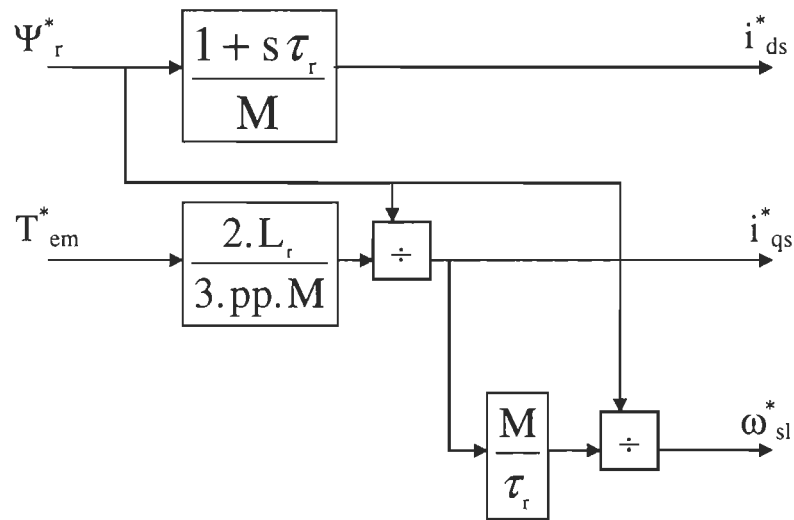 Ψ*r
1 + s τr
M
i*ds
T*em
2.Lr
3.pp.M
÷
i*qs
M
τr
÷
ω*sl